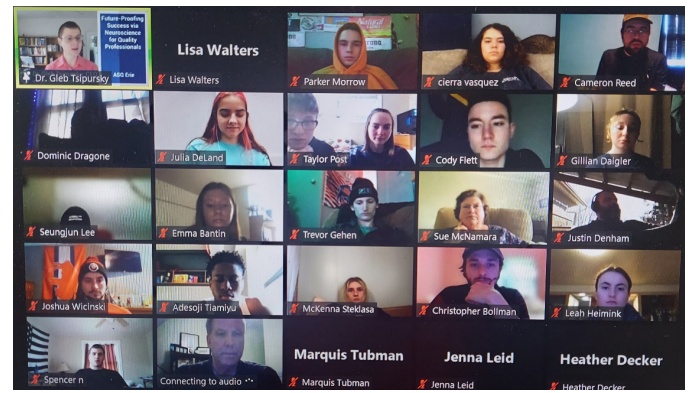 Future-Proofing
Success via
Neuroscience
for Quality
Professionals
ASQ Erie
Dr. Gleb Tsipursky
Lisa Walters
Lisa Walters
Natural
Parker Morrow
cierra vasquez
Cameron Reed
Dominic Dragone
Julia DeLand
Taylor Post
Cody Flett
Gillian Daigler
Seungjun Lee
Emma Bantin
Trevor Gehen
Sue McNamara
Justin Denham
Joshua Wicinski
Adesoji Tiamiyu
McKenna Steklasa
Christopher Bollman
Leah Heimink
Spencer n
Connecting to audio
Marquis Tubman
Marquis Tubman
Jenna Leid
Jenna Leid
Heather Decker
Heather Decker